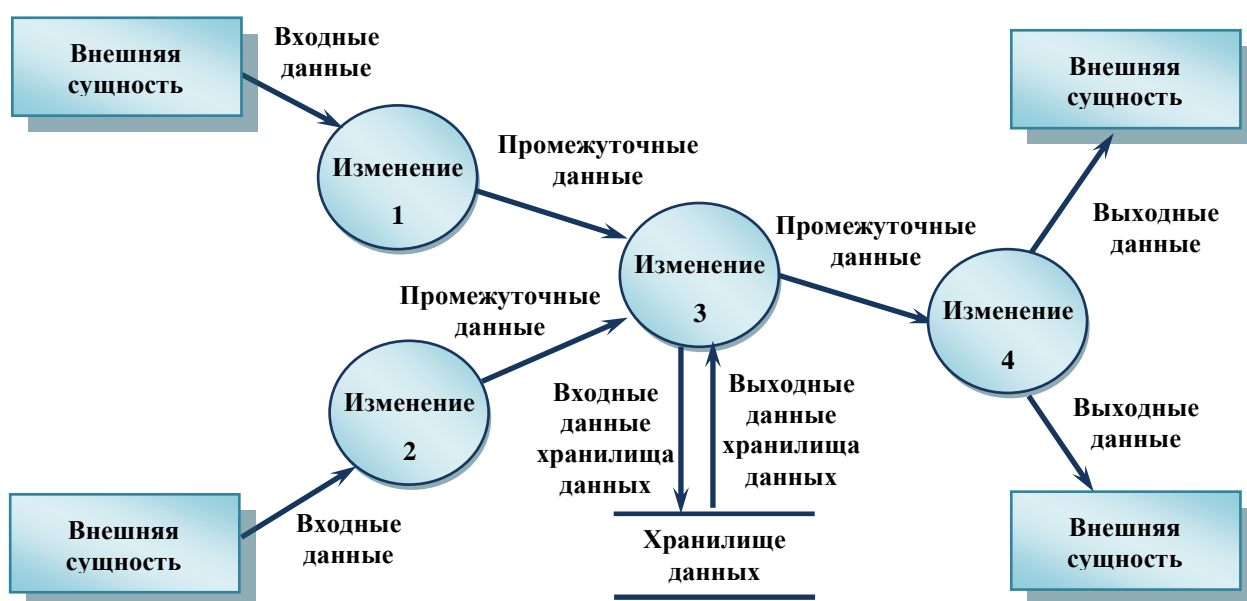 Внешняя
сущность
Входные
данные
Изменение
1
Промежуточные
данные
Изменение
3
Промежуточные
данные
Изменение
4
Выходные
данные
Внешняя
сущность
Промежуточные
данные
Изменение
2
Входные
данные
Внешняя
сущность
Входные
данные
хранилища
данных
Выходные
данные
хранилища
данных
Хранилище
данных
Выходные
данные
Внешняя
сущность